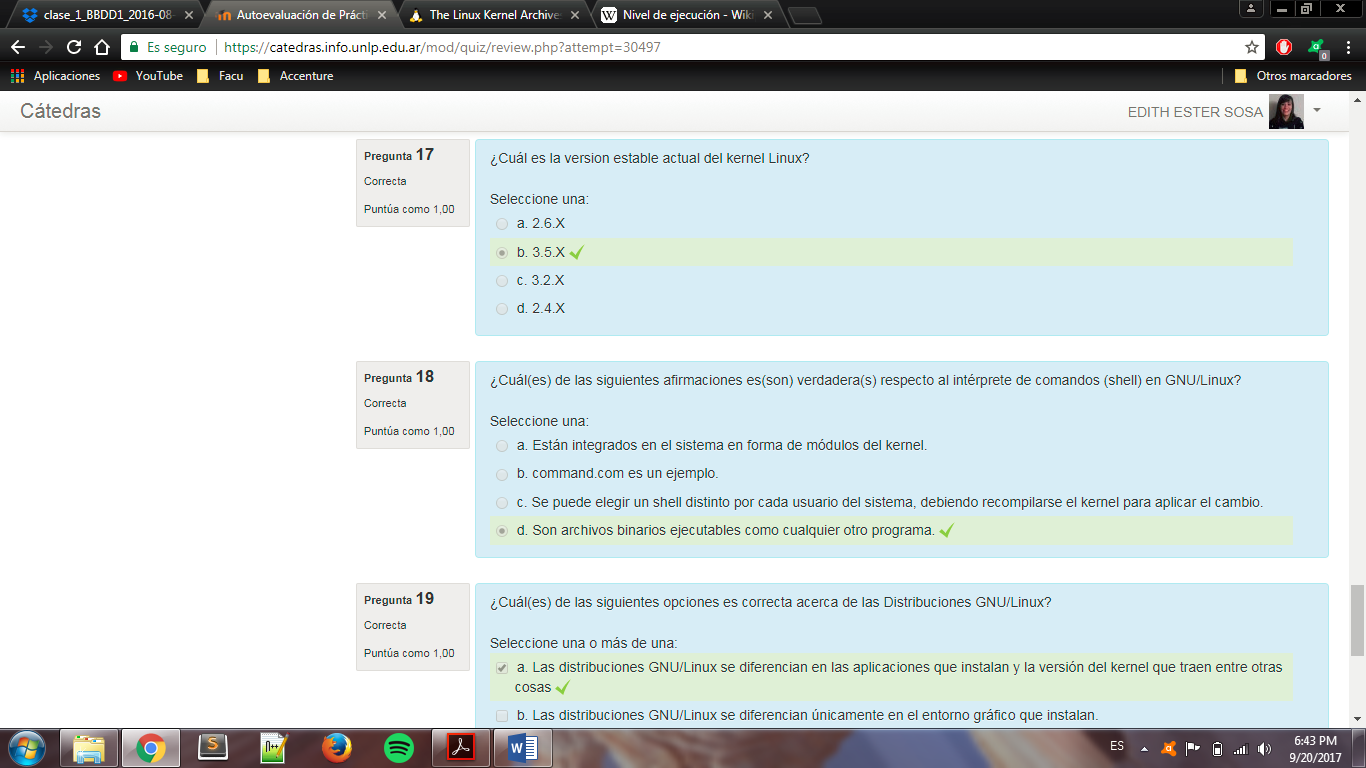 clase_1_BBDD1_2016-08-
Autoevaluación de Prácti
The Linux Kernel Archive
Nivel de ejecución - Wiki
Es seguro
https://catedras.info.unlp.edu.ar/mod/quiz/review.php?attempt=30497
0
Aplicaciones
YouTube
Facu
Accenture
Otros marcadores
Cátedras
EDITH ESTER SOSA
Pregunta 17
Correcta
Puntúa como 1,00
¿Cuál es la version estable actual del kernel Linux?
Seleccione una:
a. 2.6.X
b. 3.5.X
c. 3.2.X
d. 2.4.X
Pregunta 18
Correcta
Puntúa como 1,00
¿Cuál(es) de las siguientes afirmaciones es(son) verdadera(s) respecto al intérprete de comandos (shell) en GNU/Linux?
Seleccione una:
a. Están integrados en el sistema en forma de módulos del kernel.
b. command.com es un ejemplo.
c. Se puede elegir un shell distinto por cada usuario del sistema, debiendo recompilarse el kernel para aplicar el cambio.
d. Son archivos binarios ejecutables como cualquier otro programa.
Pregunta 19
Correcta
Puntúa como 1,00
¿Cuál(es) de las siguientes opciones es correcta acerca de las Distribuciones GNU/Linux?
Seleccione una o más de una:
a. Las distribuciones GNU/Linux se diferencian en las aplicaciones que instalan y la versión del kernel que traen entre otras
cosas
b. Las distribuciones GNU/Linux se diferencian únicamente en el entorno gráfico que instalan.
ES
6:43 PM
9/20/2017